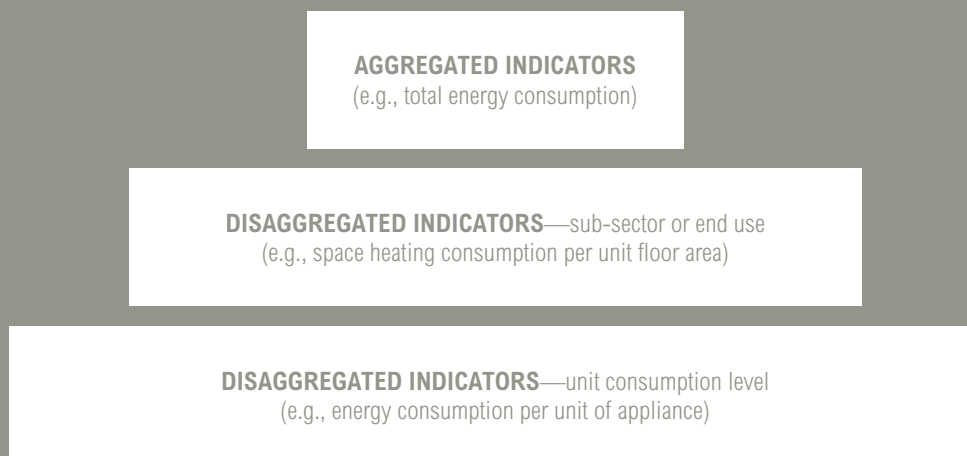 AGGREGATED INDICATORS
(e.g., total energy consumption)
DISAGGREGATED INDICATORS—sub-sector or end use
(e.g., space heating consumption per unit floor area)
DISAGGREGATED INDICATORS—unit consumption level
(e.g., energy consumption per unit of appliance)